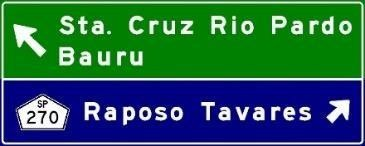 Sta. Cruz Rio Pardo
Bauru
SP
270
Raposo Tavares